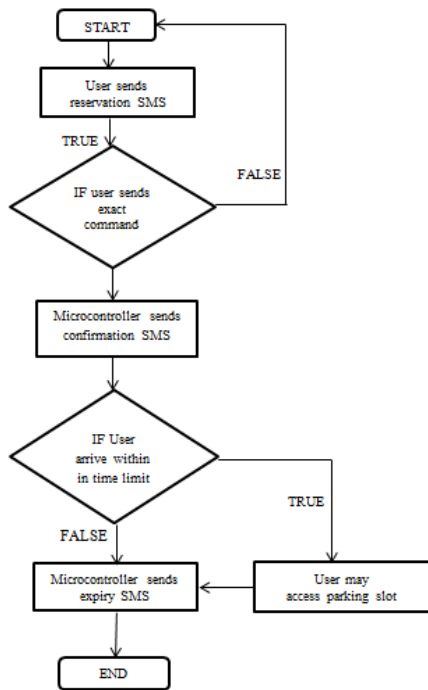 START
User sends
reservation SMS
TRUE
IF user sends
exact
command
FALSE
Microcontroller sends
confirmation SMS
IF User
arrive within
in time limit
TRUE
FALSE
Microcontroller sends
expiry SMS
User may
access parking slot
END